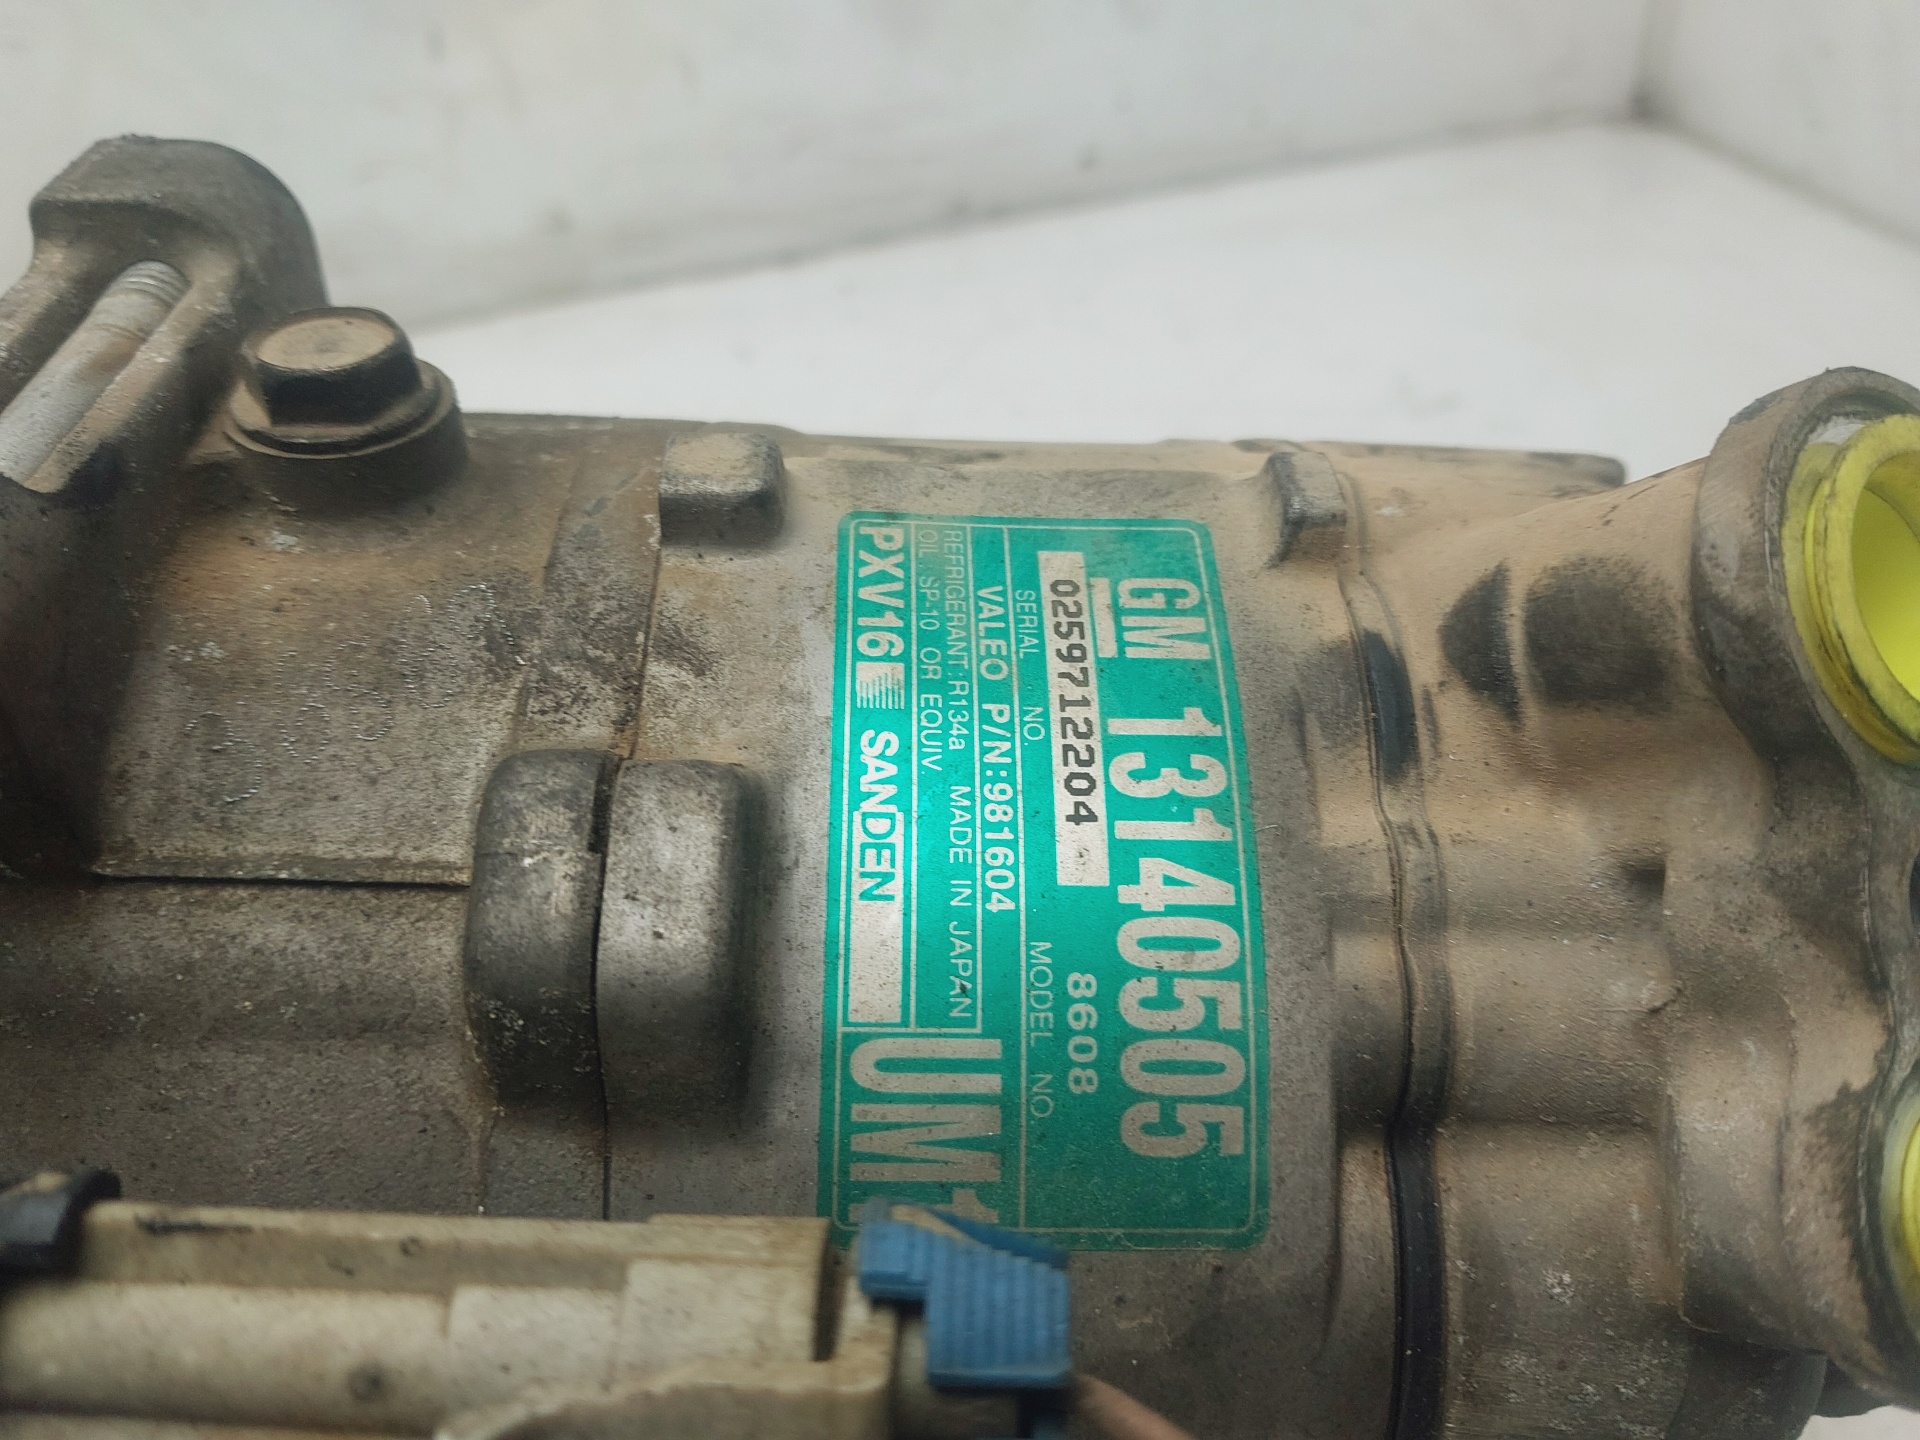 GM 13140505
0259712204 8608
SERIAL NO. MODEL NO.
VALEO P/N:981604
REFRIGERANT:R134a MADE IN JAPAN
OIL SP-10 OR EQUIV.
PXV16 SANDEN